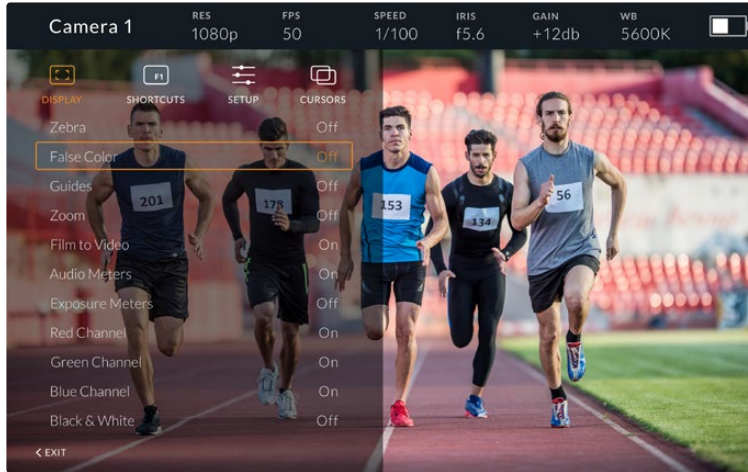 Camera 1
RES FPS SPEED IRIS GAIN WB
1080p 50 1/100 f5.6 +12db 5600K
F1
DISPLAY SHORTCUTS SETUP CURSORS
Zebra Off
False Color Off
Guides Off
Zoom Off
Film to Video On
Audio Meters On
Exposure Meters Off
Red Channel On
Green Channel On
Blue Channel On
Black & White Off
< EXIT
201
178
153
134
56